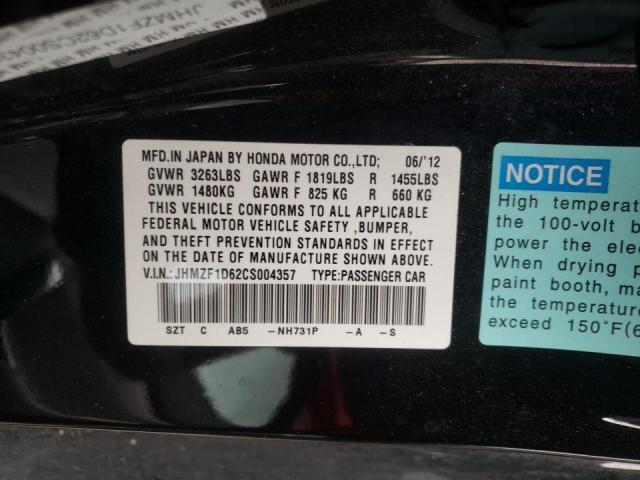 JHMZF1D62CS004
MFD.IN JAPAN BY HONDA MOTOR CO.,LTD; 06/'12
GVWR 3263LBS GAWR F 1819LBS R 1455LBS
GVWR 1480KG GAWR F 825 KG R 660 KG
THIS VEHICLE CONFORMS TO ALL APPLICABLE
FEDERAL MOTOR VEHICLE SAFETY ,BUMPER,
AND THEFT PREVENTION STANDARDS IN EFFECT
ON THE DATE OF MANUFACTURE SHOWN ABOVE.
V.I.N.:JHMZF1D62CS004357 TYPE:PASSENGER CAR
SZT C AB5 -NH731P -A -S
NOTICE
High temperatu
the 100-volt b
power the ele
When drying p
paint booth, ma
the temperature
exceed 150°F(6